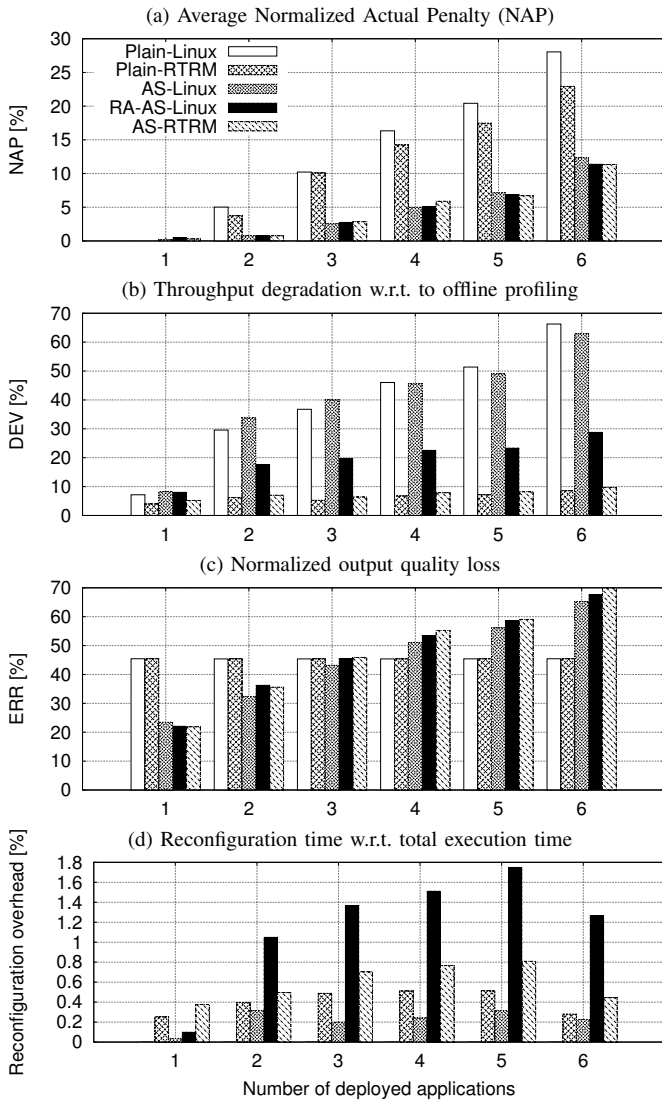 (a) Average Normalized Actual Penalty (NAP)
NAP [%]
30
25
20
15
10
5
0
Plain-Linux
Plain-RTRM
AS-Linux
RA-AS-Linux
AS-RTRM
1 2 3 4 5 6
(b) Throughput degradation w.r.t. to offline profiling
DEV [%]
70
60
50
40
30
20
10
0
1 2 3 4 5 6
(c) Normalized output quality loss
ERR [%]
70
60
50
40
30
20
10
0
1 2 3 4 5 6
(d) Reconfiguration time w.r.t. total execution time
Reconfiguration overhead [%]
1.8
1.6
1.4
1.2
1
0.8
0.6
0.4
0.2
0
1 2 3 4 5 6
Number of deployed applications